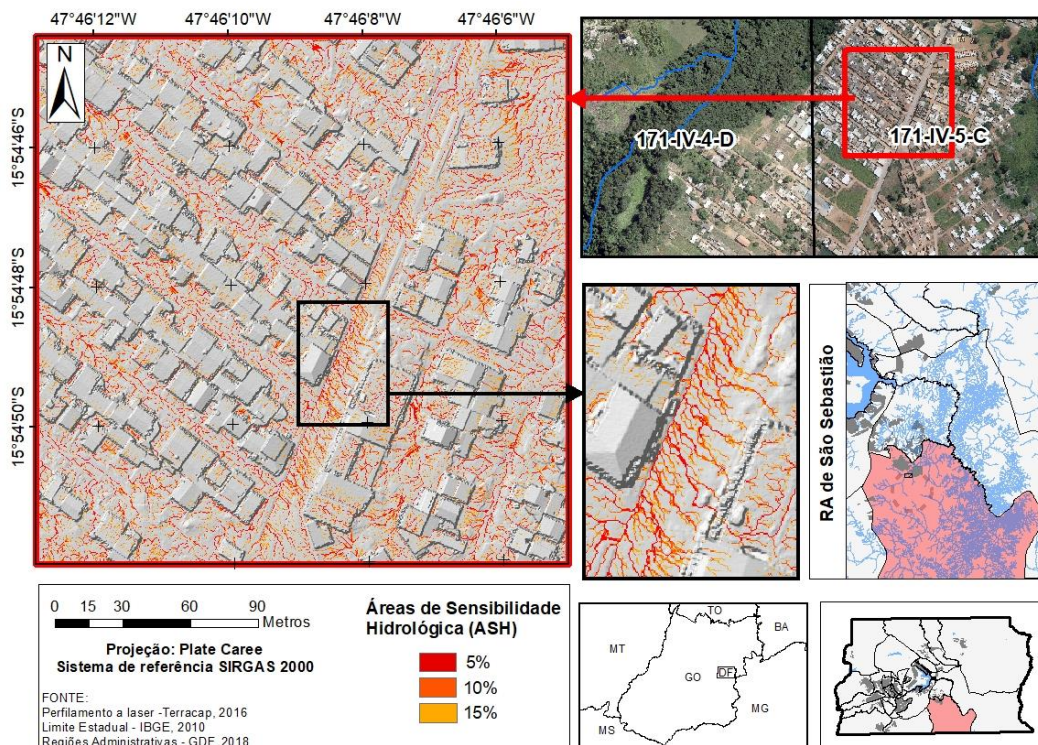 47°46'12"W
47°46'10"W
47°46'8"W
47°46'6"W
N
15°54'46"S
15°54'48"S
15°54'50"S
171-IV-4-D
171-IV-5-C
RA de São Sebastião
0 15 30 60 90
Metros
Projeção: Plate Caree
Sistema de referência SIRGAS 2000
FONTE:
Perfilamento a laser -Terracap, 2016
Limite Estadual - IBGE, 2010
Regiões Administrativas - GDF, 2018
Áreas de Sensibilidade
Hidrológica (ASH)
5%
10%
15%
TO
BA
MT
GO
DF
MG
MS